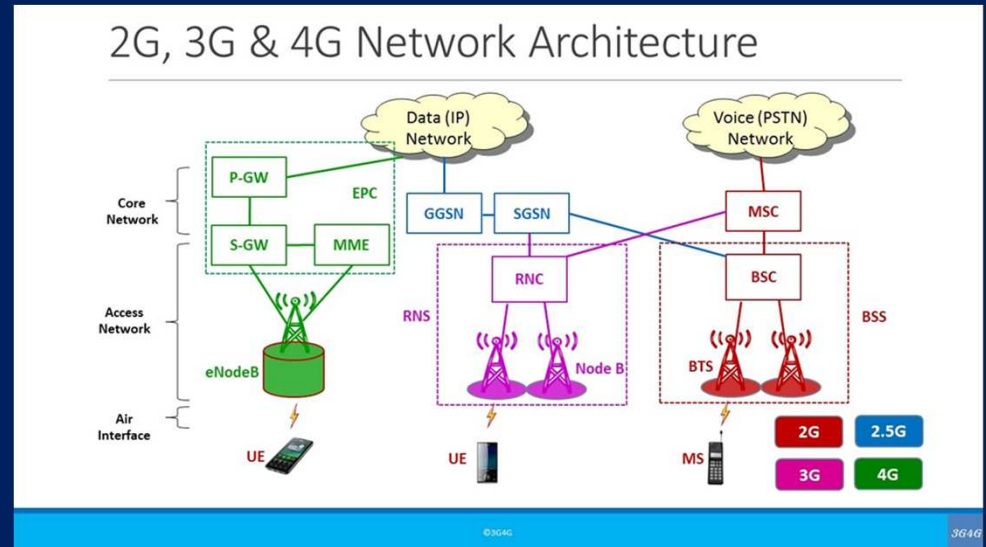 2G, 3G & 4G Network Architecture
Data (IP)
Network
Voice (PSTN)
Network
Core
Network
P-GW
EPC
GGSN
SGSN
MSC
S-GW
MME
RNC
BSC
Access
Network
RNS
BSS
eNodeB
Node B
BTS
Air
Interface
UE
UE
MS
2G
2.5G
3G
4G
©3G4G
3G4G